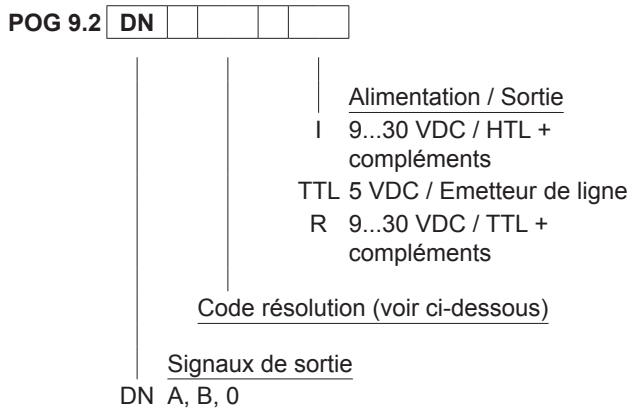 POG 9.2 DN
Alimentation / Sortie
I 9...30 VDC / HTL +
compléments
TTL 5 VDC / Emetteur de ligne
R 9...30 VDC / TTL +
compléments
Code résolution (voir ci-dessous)
Signaux de sortie
DN A, B, 0